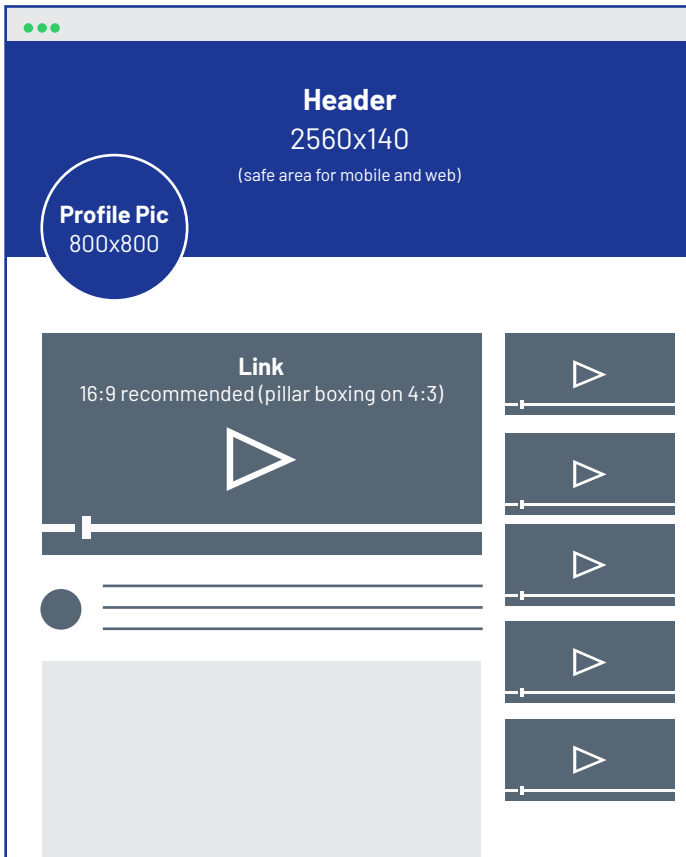 Header
2560x140
(safe area for mobile and web)
Profile Pic
800x800
Link
16:9 recommended (pillar boxing on 4:3)